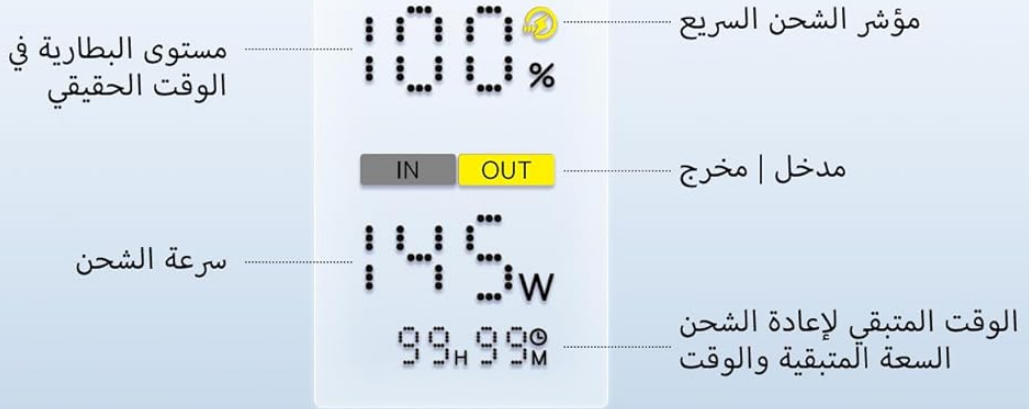 100%
مؤشر الشحن السريع
مستوى البطارية في
الوقت الحقيقي
IN OUT
مدخل | مخرج
145W
سرعة الشحن
99H 99M
الوقت المتبقي لإعادة الشحن
السعة المتبقية والوقت